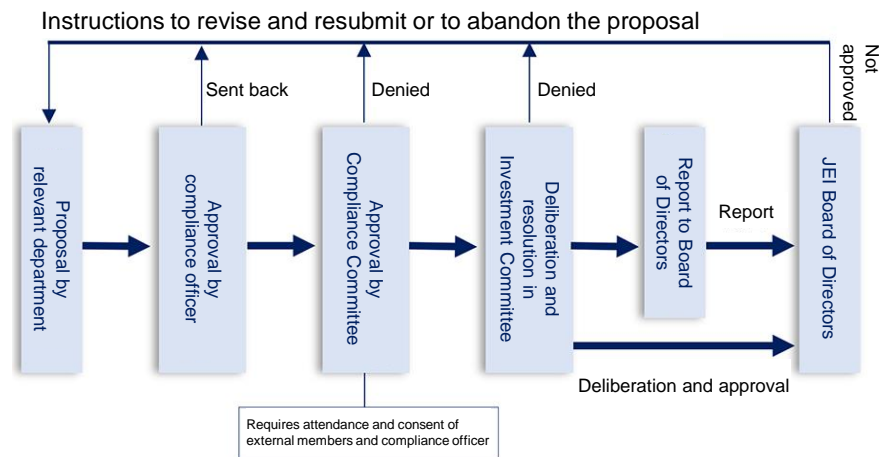 Instructions to revise and resubmit or to abandon the proposal
Not
approved
Sent back
Denied
Denied
Proposal by
relevant department
Approval by
compliance officer
Approval by
Compliance Committee
Deliberation and
resolution in
Investment Committee
Report to Board
of Directors
Report
JEI Board of Directors
Deliberation and approval
Requires attendance and consent of
external members and compliance officer